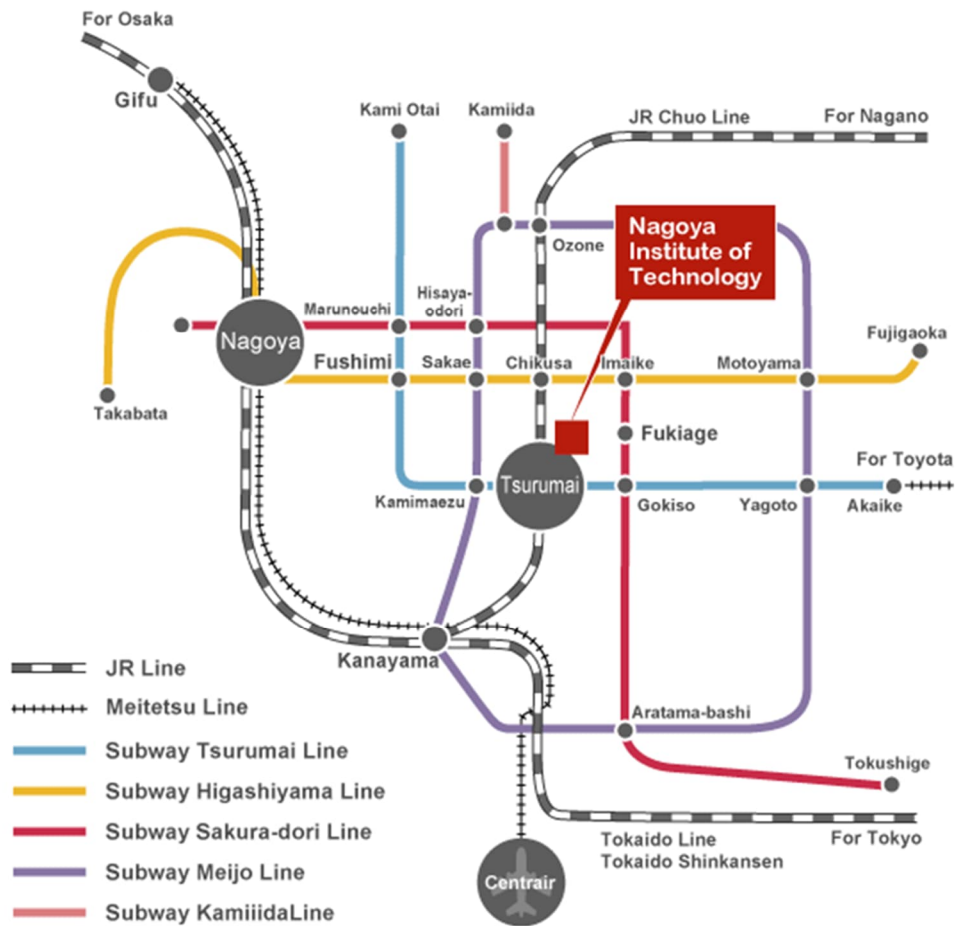 For Osaka
Gifu
Kami Otai
Kamiida
JR Chuo Line
For Nagano
Ozone
Nagoya
Institute of
Technology
Nagoya
Marunouchi
Hisaya-
odori
Fujigaoka
Fushimi
Sakae
Chikusa
Imaike
Motoyama
Takabata
Fukiage
For Toyota
Tsurumai
Kamimaezu
Gokiso
Yagoto
Akaike
Kanayama
JR Line
Meitetsu Line
Aratama-bashi
Subway Tsurumai Line
Tokushige
Subway Higashiyama Line
Subway Sakura-dori Line
Tokaido Line
For Tokyo
Tokaido Shinkansen
Subway Meijo Line
Centrair
Subway KamiiidaLine